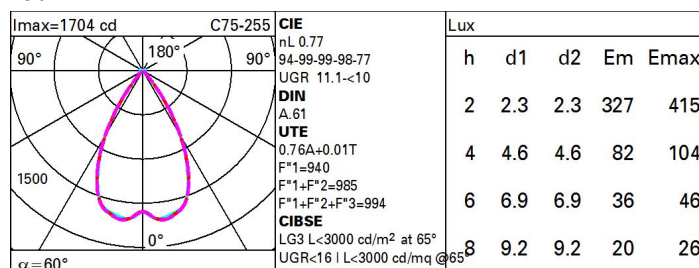 Imax=1704 cd C75-255
90° 180° 90°
1500
0°
α=60°
CIE
nL 0.77
94-99-99-98-77
UGR 11.1-<10
DIN
A.61
UTE
0.76A+0.01T
F"1=940
F"1+F"2=985
F"1+F"2+F"3=994
CIBSE
LG3 L<3000 cd/m² at 65°
UGR<16 | L<3000 cd/mq @65°
Lux
h d1 d2 Em Emax
2 2.3 2.3 327 415
4 4.6 4.6 82 104
6 6.9 6.9 36 46
8 9.2 9.2 20 26